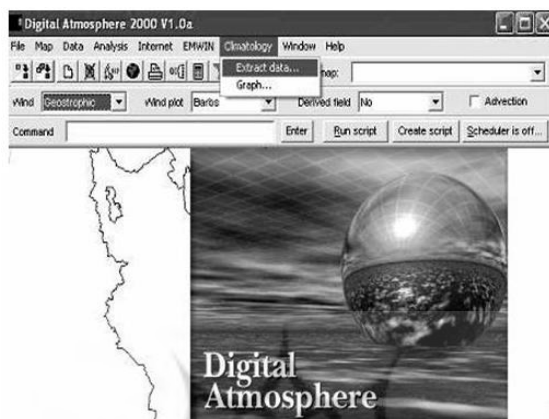 Digital Atmosphere 2000 V1.0a
File Map Data Analysis Internet EMWIN Climatology Window Help
Extract data...
map:
Graph...
Wind Geostrophic Wind plot Barbs Derived field No Advection
Command Enter Run script Create script Scheduler is off...
Digital
Atmosphere